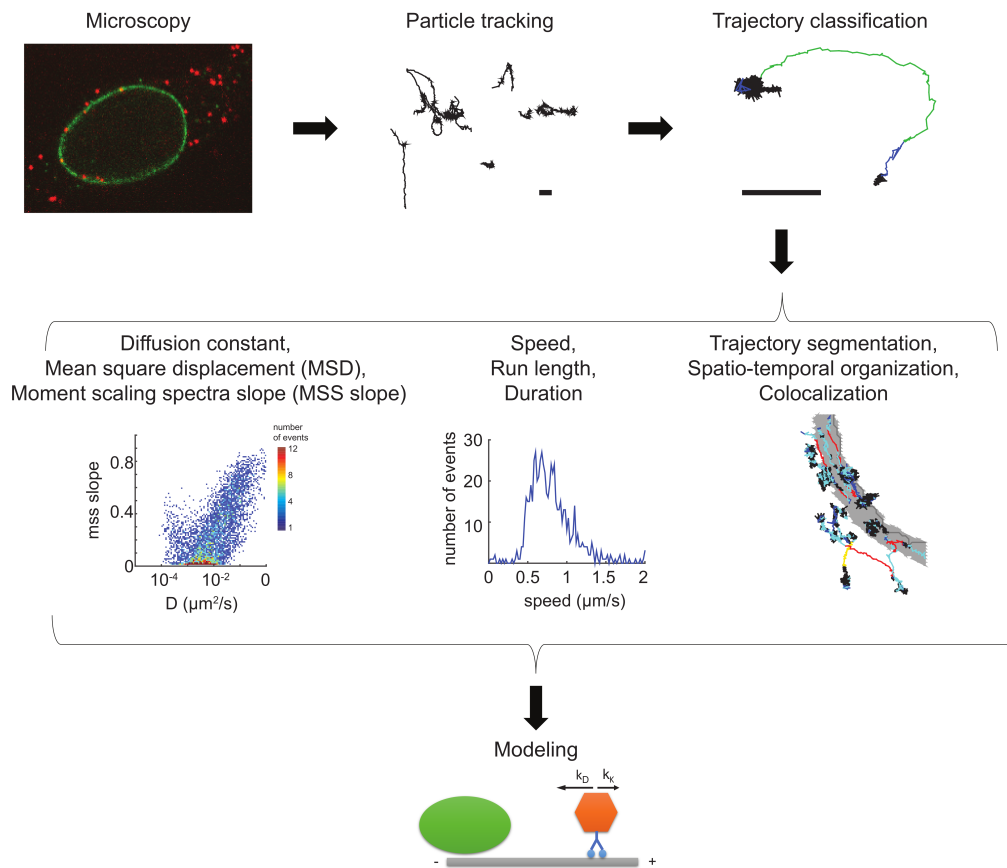 Microscopy
Particle tracking
Trajectory classification
Diffusion constant,
Mean square displacement (MSD),
Moment scaling spectra slope (MSS slope)
Speed,
Run length,
Duration
Trajectory segmentation,
Spatio-temporal organization,
Colocalization
number
of events
12
8
4
1
mss slope
0.8
0.4
0
10⁻⁴
10⁻²
0
D (µm²/s)
number of events
30
20
10
0
0
0.5
1
1.5
2
speed (µm/s)
Modeling
k_D
k_K
-
+